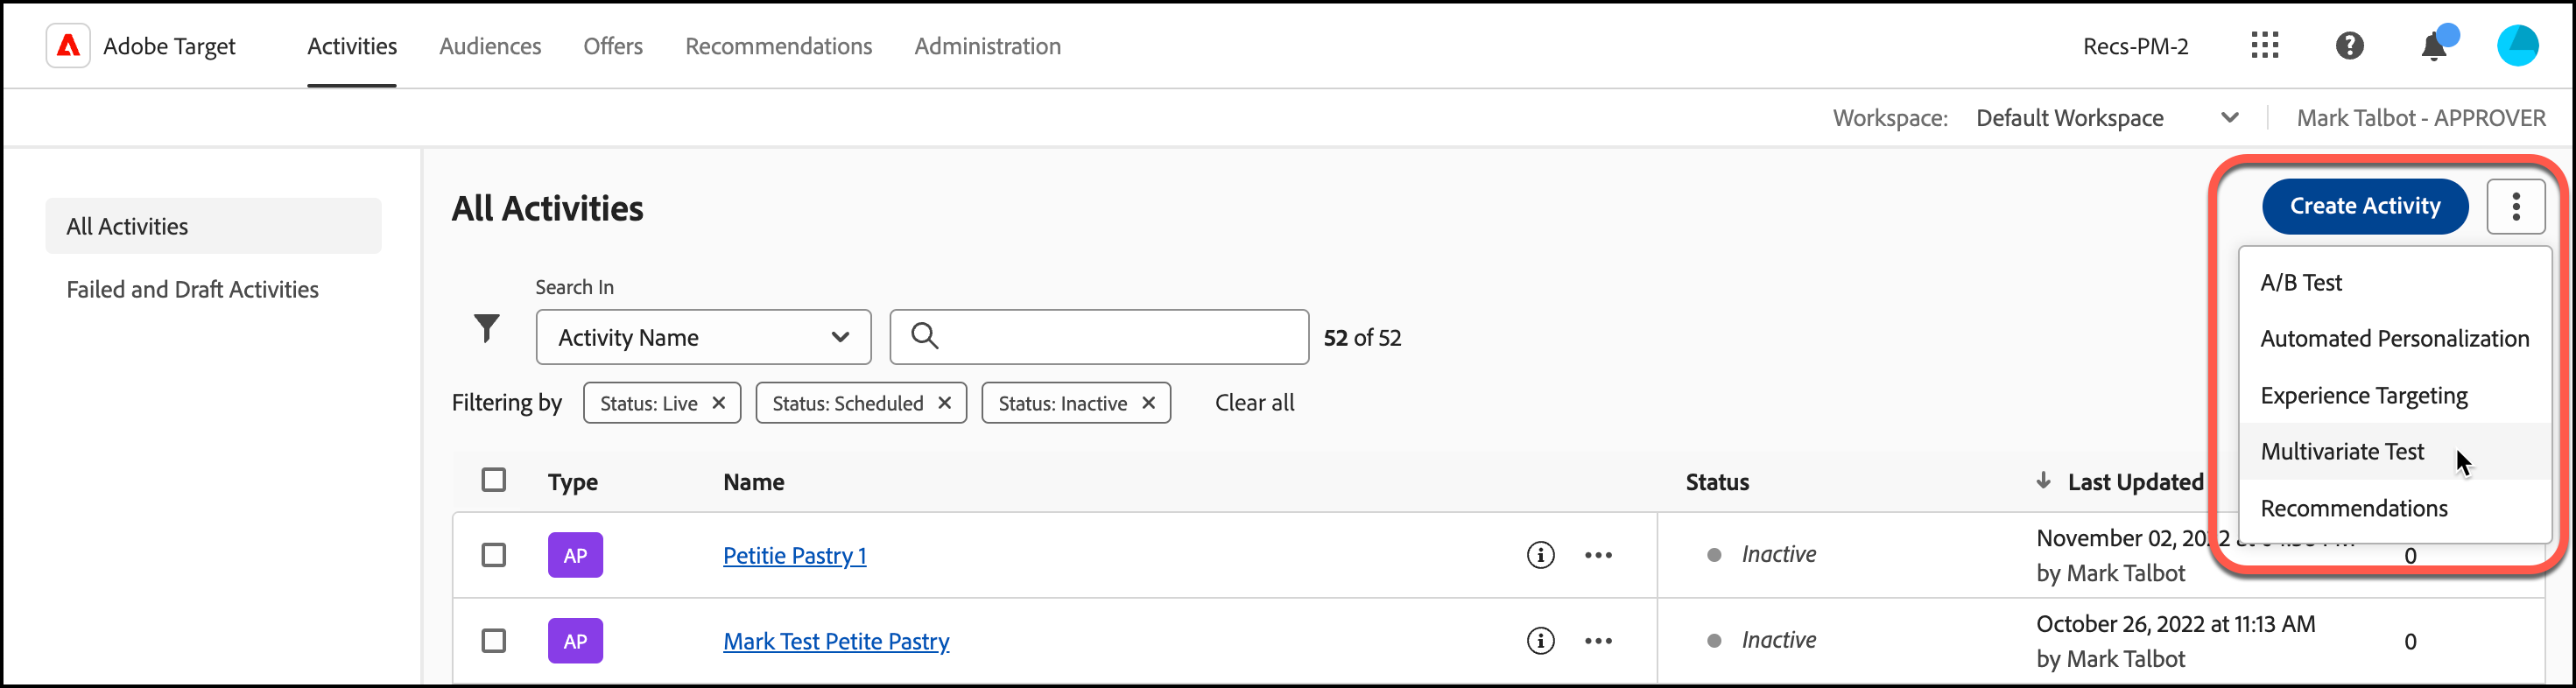 Adobe Target Activities Audiences Offers Recommendations Administration Recs-PM-2
Workspace: Default Workspace Mark Talbot - APPROVER
All Activities
Failed and Draft Activities
All Activities
Create Activity
A/B Test
Automated Personalization
Experience Targeting
Multivariate Test
Recommendations
Search In
Activity Name 52 of 52
Filtering by Status: Live Status: Scheduled Status: Inactive Clear all
Type Name Status Last Updated
AP Petitie Pastry 1 Inactive November 02, 2022 at 0
by Mark Talbot
AP Mark Test Petite Pastry Inactive October 26, 2022 at 11:13 AM 0
by Mark Talbot